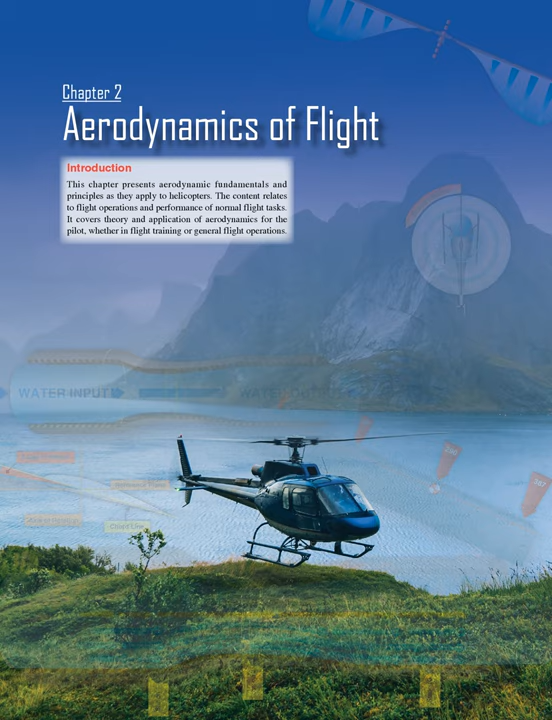 Chapter 2
Aerodynamics of Flight
Introduction
This chapter presents aerodynamic fundamentals and
principles as they apply to helicopters. The content relates
to flight operations and performance of normal flight tasks.
It covers theory and application of aerodynamics for the
pilot, whether in flight training or general flight operations.
WATER INPUT
Chord Line